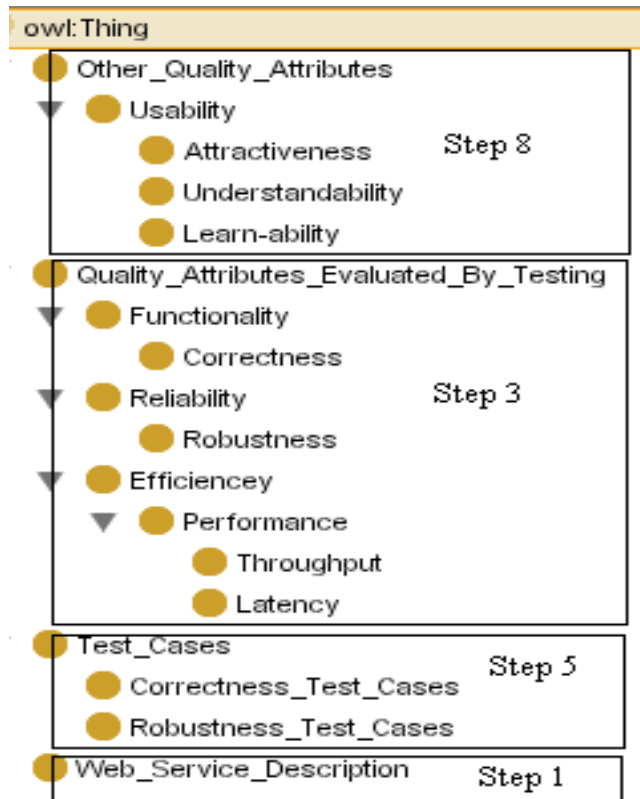 owl:Thing
Other_Quality_Attributes
Usability
Attractiveness
Step 8
Understandability
Learn-ability
Quality_Attributes_Evaluated_By_Testing
Functionality
Correctness
Reliability
Step 3
Robustness
Efficiencey
Performance
Throughput
Latency
Test_Cases
Step 5
Correctness_Test_Cases
Robustness_Test_Cases
Web_Service_Description
Step 1